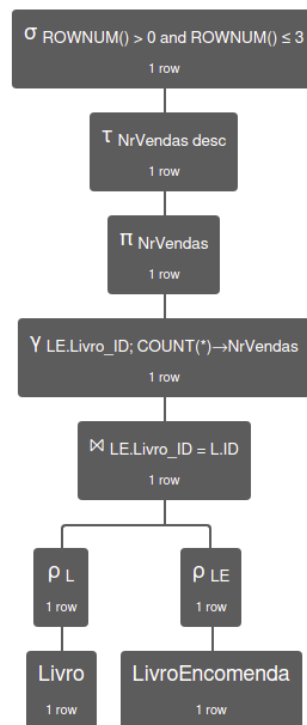 σ ROWNUM() > 0 and ROWNUM() ≤ 3
1 row
τ NrVendas desc
1 row
π NrVendas
1 row
γ LE.Livro_ID; COUNT(*)→NrVendas
1 row
⋈ LE.Livro_ID = L.ID
1 row
ρ L
1 row
ρ LE
1 row
Livro
1 row
LivroEncomenda
1 row